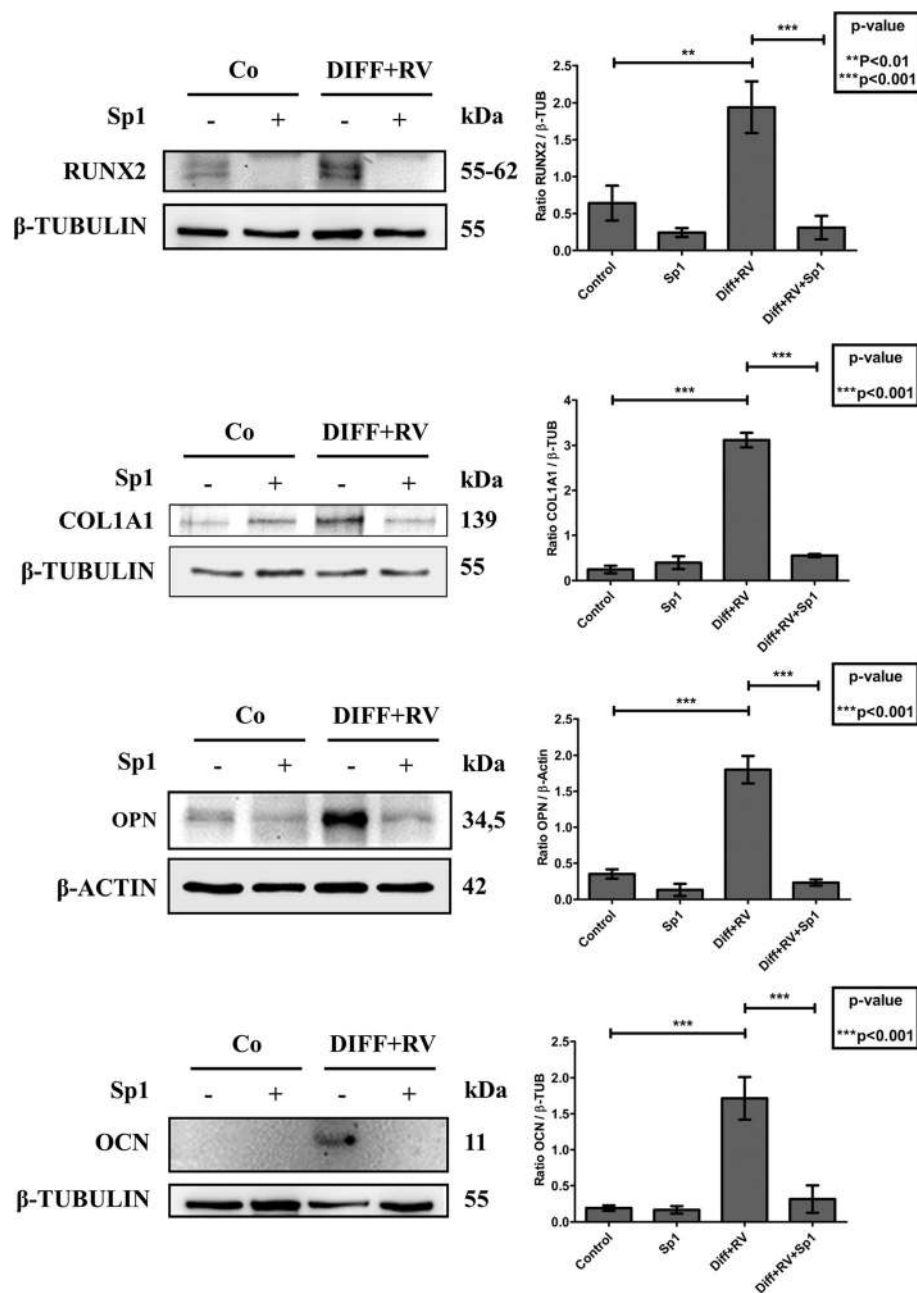 Co DIFF+RV
Sp1 - + - + kDa
RUNX2 55-62
β-TUBULIN 55
p-value
**P<0.01
***p<0.001
***
**
Ratio RUNX2 / β-TUB
2.5
2.0
1.5
1.0
0.5
0.0
Control Sp1 Diff+RV Diff+RV+Sp1
Co DIFF+RV
Sp1 - + - + kDa
COL1A1 139
β-TUBULIN 55
p-value
***p<0.001
***
***
Ratio COL1A1 / β-TUB
4
3
2
1
0
Control Sp1 Diff+RV Diff+RV+Sp1
Co DIFF+RV
Sp1 - + - + kDa
OPN 34,5
β-ACTIN 42
p-value
***p<0.001
***
***
Ratio OPN / β-Actin
2.5
2.0
1.5
1.0
0.5
0.0
Control Sp1 Diff+RV Diff+RV+Sp1
Co DIFF+RV
Sp1 - + - + kDa
OCN 11
β-TUBULIN 55
p-value
***p<0.001
***
***
Ratio OCN / β-TUB
2.5
2.0
1.5
1.0
0.5
0.0
Control Sp1 Diff+RV Diff+RV+Sp1